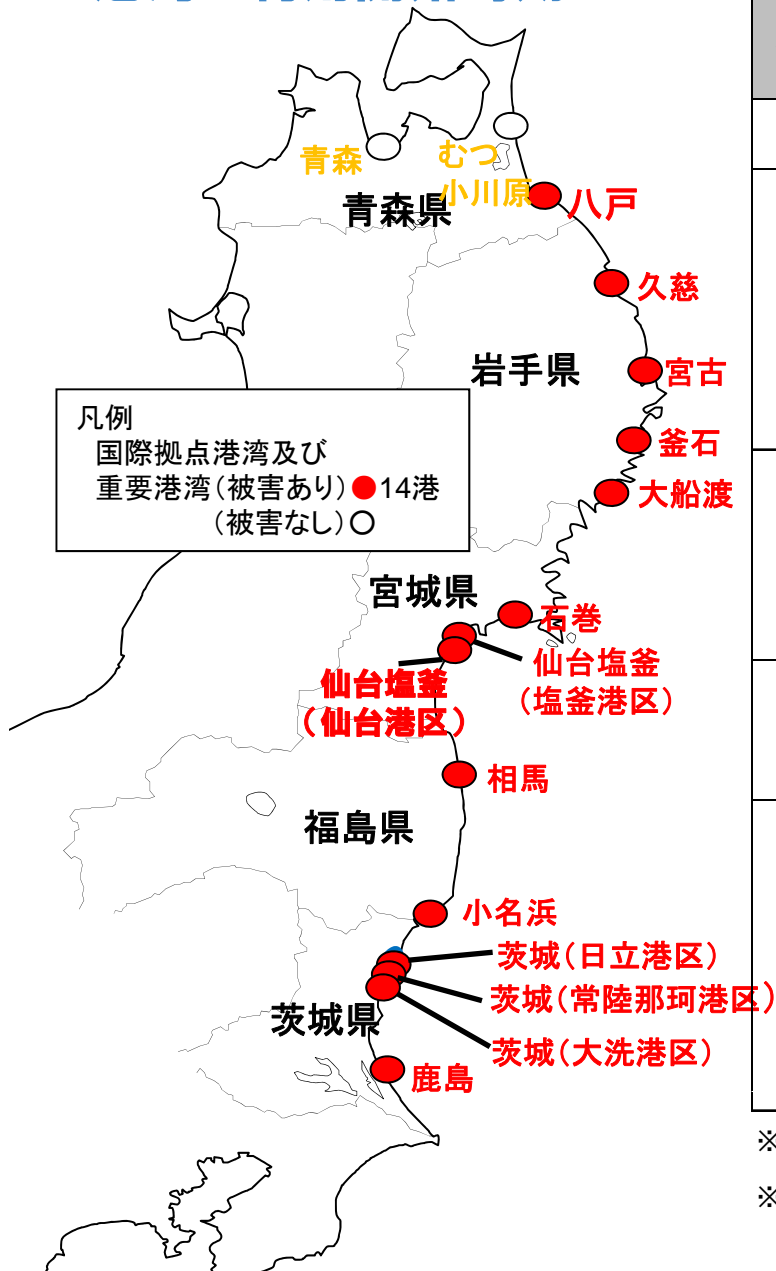 青森
むつ
小川原
八戸
青森県
久慈
岩手県
宮古
凡例
国際拠点港湾及び
重要港湾(被害あり)●14港
(被害なし)○
釜石
大船渡
宮城県
石巻
仙台塩釜
(塩釜港区)
仙台塩釜
(仙台港区)
相馬
福島県
小名浜
茨城(日立港区)
茨城(常陸那珂港区)
茨城県
茨城(大洗港区)
鹿島
※
※